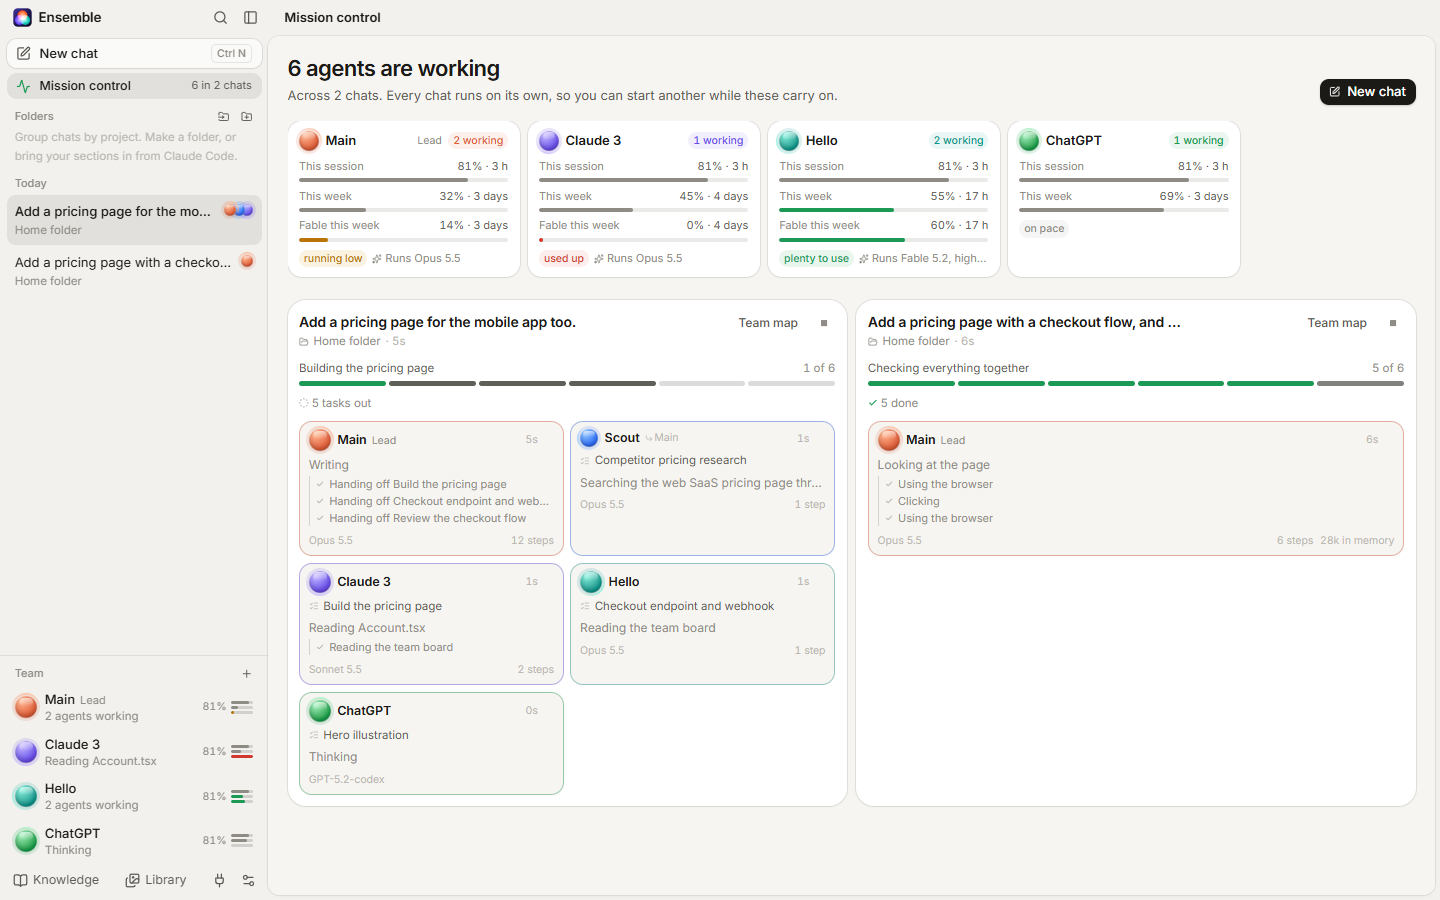 Ensemble
New chat
Ctrl N
Mission control
6 in 2 chats
Folders
Group chats by project. Make a folder, or
bring your sections in from Claude Code.
Today
Add a pricing page for the mo...
Home folder
Add a pricing page with a checko...
Home folder
Team
Main Lead
2 agents working
81%
Claude 3
Reading Account.tsx
81%
Hello
2 agents working
81%
ChatGPT
Thinking
81%
Knowledge
Library
Mission control
6 agents are working
Across 2 chats. Every chat runs on its own, so you can start another while these carry on.
New chat
Main
Lead
2 working
This session
81% · 3 h
This week
32% · 3 days
Fable this week
14% · 3 days
running low
Runs Opus 5.5
Claude 3
1 working
This session
81% · 3 h
This week
45% · 4 days
Fable this week
0% · 4 days
used up
Runs Opus 5.5
Hello
2 working
This session
81% · 3 h
This week
55% · 17 h
Fable this week
60% · 17 h
plenty to use
Runs Fable 5.2, high...
ChatGPT
1 working
This session
81% · 3 h
This week
69% · 3 days
on pace
Add a pricing page for the mobile app too.
Team map
Home folder · 5s
Building the pricing page
1 of 6
5 tasks out
Main Lead
5s
Writing
Handing off Build the pricing page
Handing off Checkout endpoint and web...
Handing off Review the checkout flow
Opus 5.5
12 steps
Scout
Main
1s
Competitor pricing research
Searching the web SaaS pricing page thr...
Opus 5.5
1 step
Claude 3
1s
Build the pricing page
Reading Account.tsx
Reading the team board
Sonnet 5.5
2 steps
Hello
1s
Checkout endpoint and webhook
Reading the team board
Opus 5.5
1 step
ChatGPT
0s
Hero illustration
Thinking
GPT-5.2-codex
Add a pricing page with a checkout flow, and ...
Team map
Home folder · 6s
Checking everything together
5 of 6
5 done
Main Lead
6s
Looking at the page
Using the browser
Clicking
Using the browser
Opus 5.5
6 steps 28k in memory